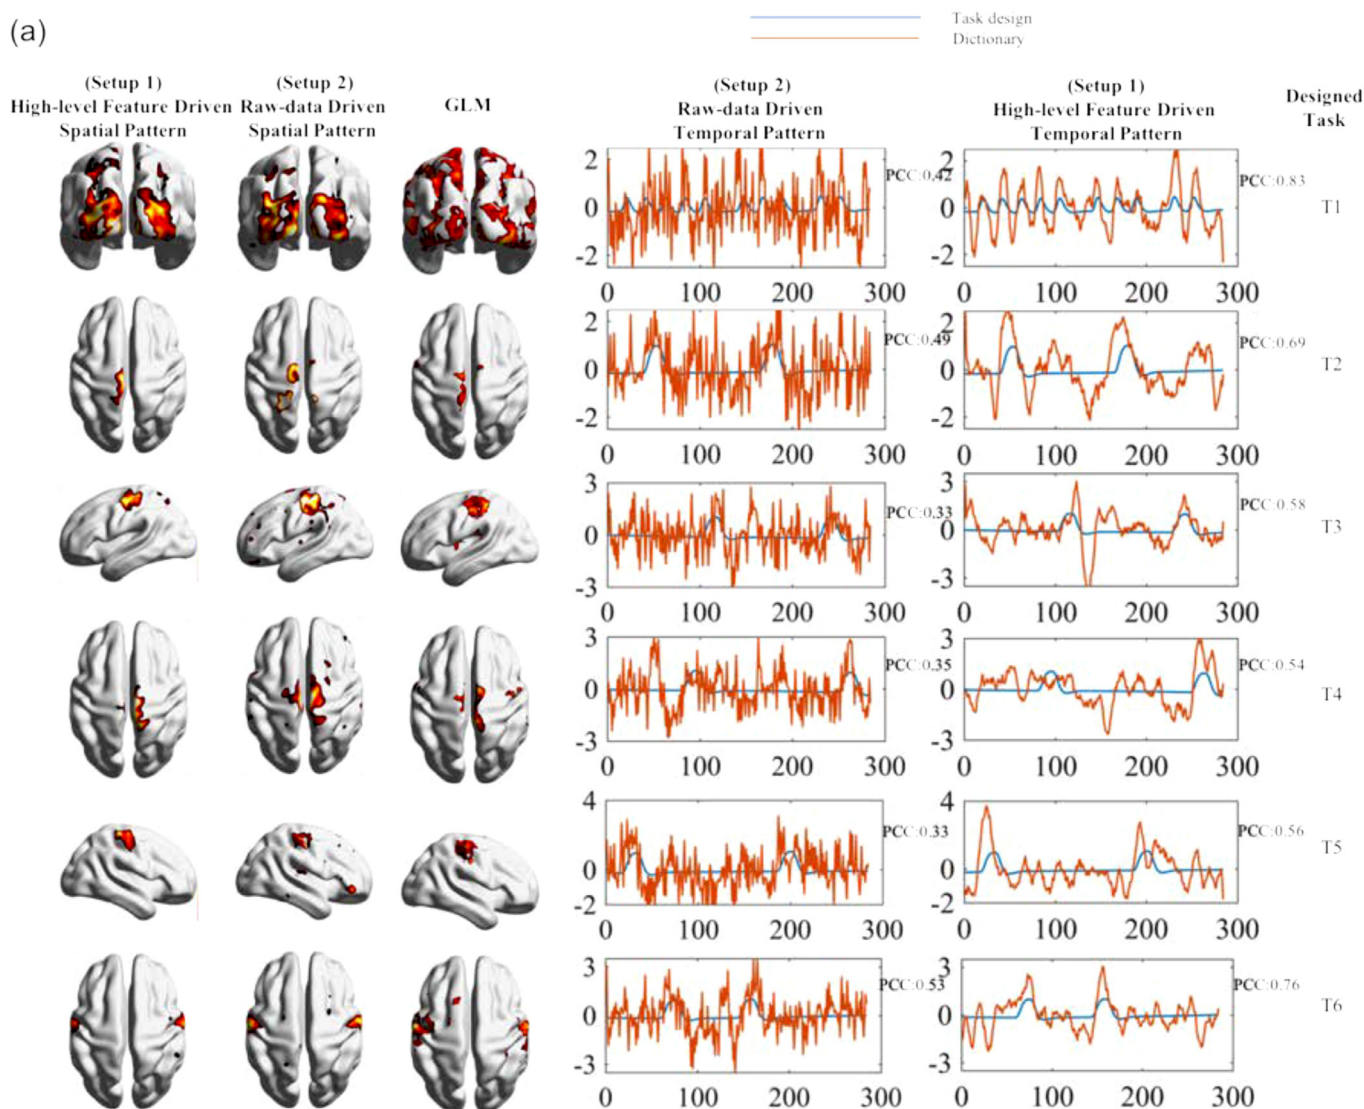 (a)
Task design
Dictionary
(Setup 1)
High-level Feature Driven
Spatial Pattern
(Setup 2)
Raw-data Driven
Spatial Pattern
GLM
(Setup 2)
Raw-data Driven
Temporal Pattern
(Setup 1)
High-level Feature Driven
Temporal Pattern
Designed
Task
2
0
-2
0 100 200 300
PCC:0.42
2
0
-2
0 100 200 300
PCC:0.83
T1
2
0
-2
0 100 200 300
PCC:0.49
2
0
-2
0 100 200 300
PCC:0.69
T2
3
0
-3
0 100 200 300
PCC:0.33
3
0
-3
0 100 200 300
PCC:0.58
T3
3
0
-3
0 100 200 300
PCC:0.35
3
0
-3
0 100 200 300
PCC:0.54
T4
4
0
-2
0 100 200 300
PCC:0.33
4
0
-2
0 100 200 300
PCC:0.56
T5
3
0
-3
0 100 200 300
PCC:0.53
3
0
-3
0 100 200 300
PCC:0.76
T6